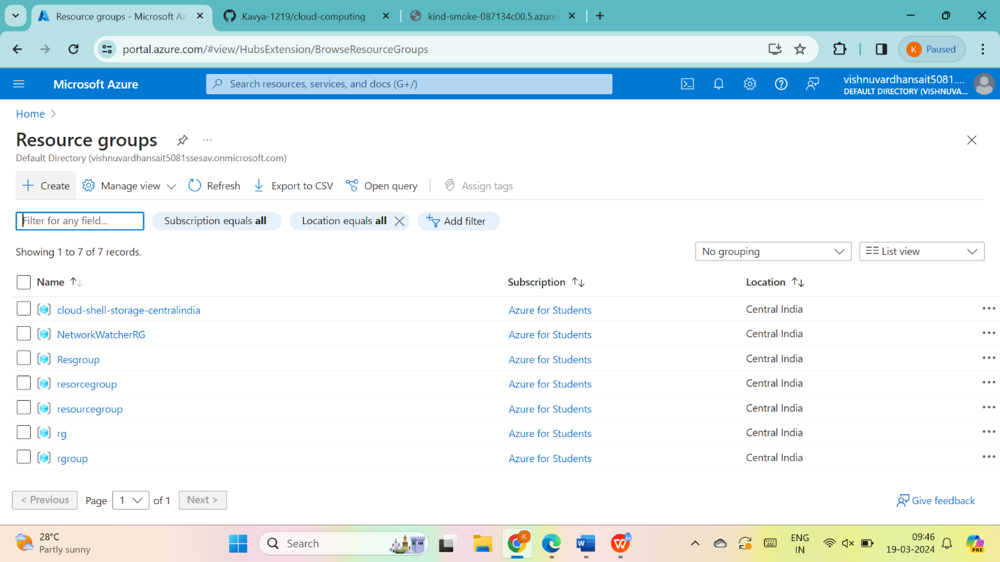 Resource groups - Microsoft Az
Kavya-1219/cloud-computing
kind-smoke-087134c00.5.azure
portal.azure.com/#view/HubsExtension/BrowseResourceGroups
K
Paused
Microsoft Azure
Search resources, services, and docs (G+/)
vishnuvardhansait5081....
DEFAULT DIRECTORY (VISHNUVA...
Home
Resource groups
...
Default Directory (vishnuvardhansait5081ssesav.onmicrosoft.com)
Create Manage view Refresh Export to CSV Open query Assign tags
Filter for any field... Subscription equals all Location equals all Add filter
Showing 1 to 7 of 7 records.
No grouping List view
Name Subscription Location
cloud-shell-storage-centralindia Azure for Students Central India
NetworkWatcherRG Azure for Students Central India
Resgroup Azure for Students Central India
resorcegroup Azure for Students Central India
resourcegroup Azure for Students Central India
rg Azure for Students Central India
rgroup Azure for Students Central India
< Previous Page 1 of 1 Next >
Give feedback
28°C
Partly sunny
Search
K
W
W
ENG
IN
09:46
19-03-2024
PRE